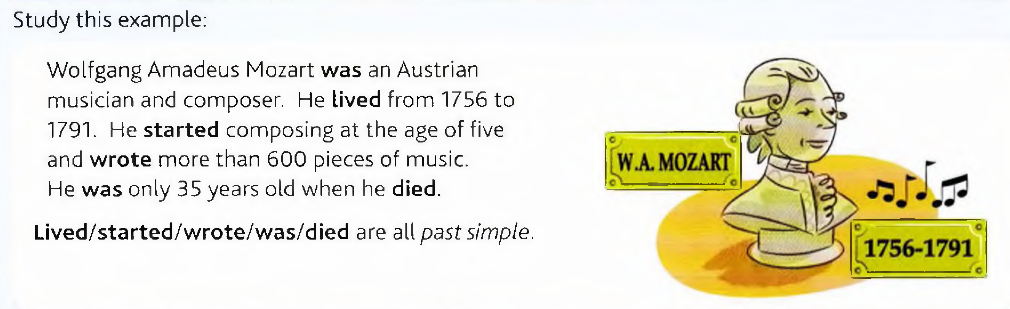 Study this example:
Wolfgang Amadeus Mozart was an Austrian
musician and composer. He lived from 1756 to
1791. He started composing at the age of five
and wrote more than 600 pieces of music.
He was only 35 years old when he died.
Lived/started/wrote/was/died are all past simple.
W.A. MOZART
1756-1791